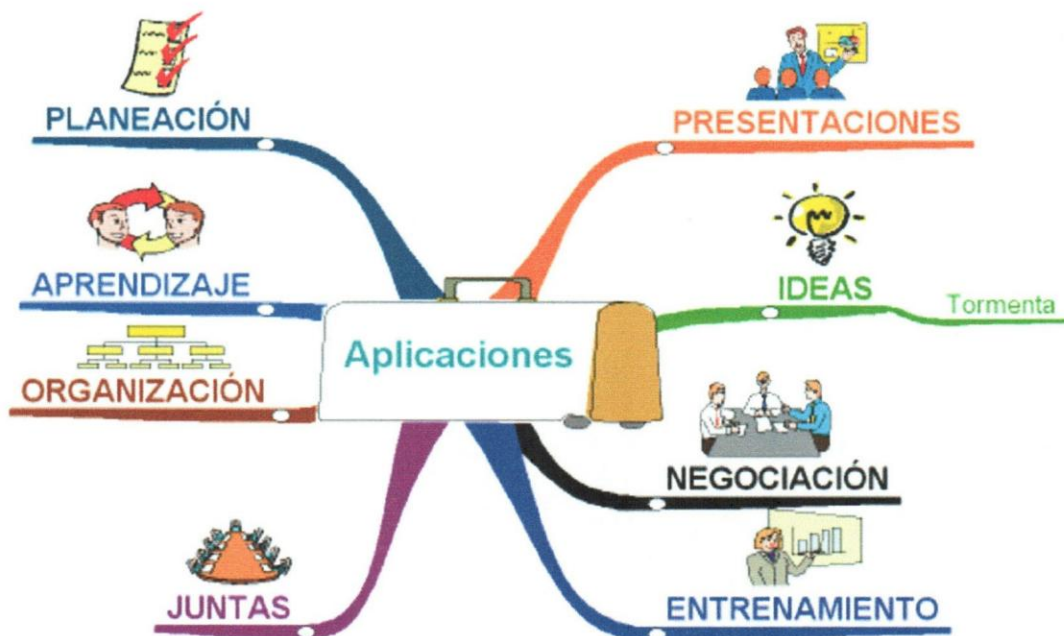 PLANEACIÓN
PRESENTACIONES
APRENDIZAJE
IDEAS
Tormenta
Aplicaciones
ORGANIZACIÓN
NEGOCIACIÓN
JUNTAS
ENTRENAMIENTO